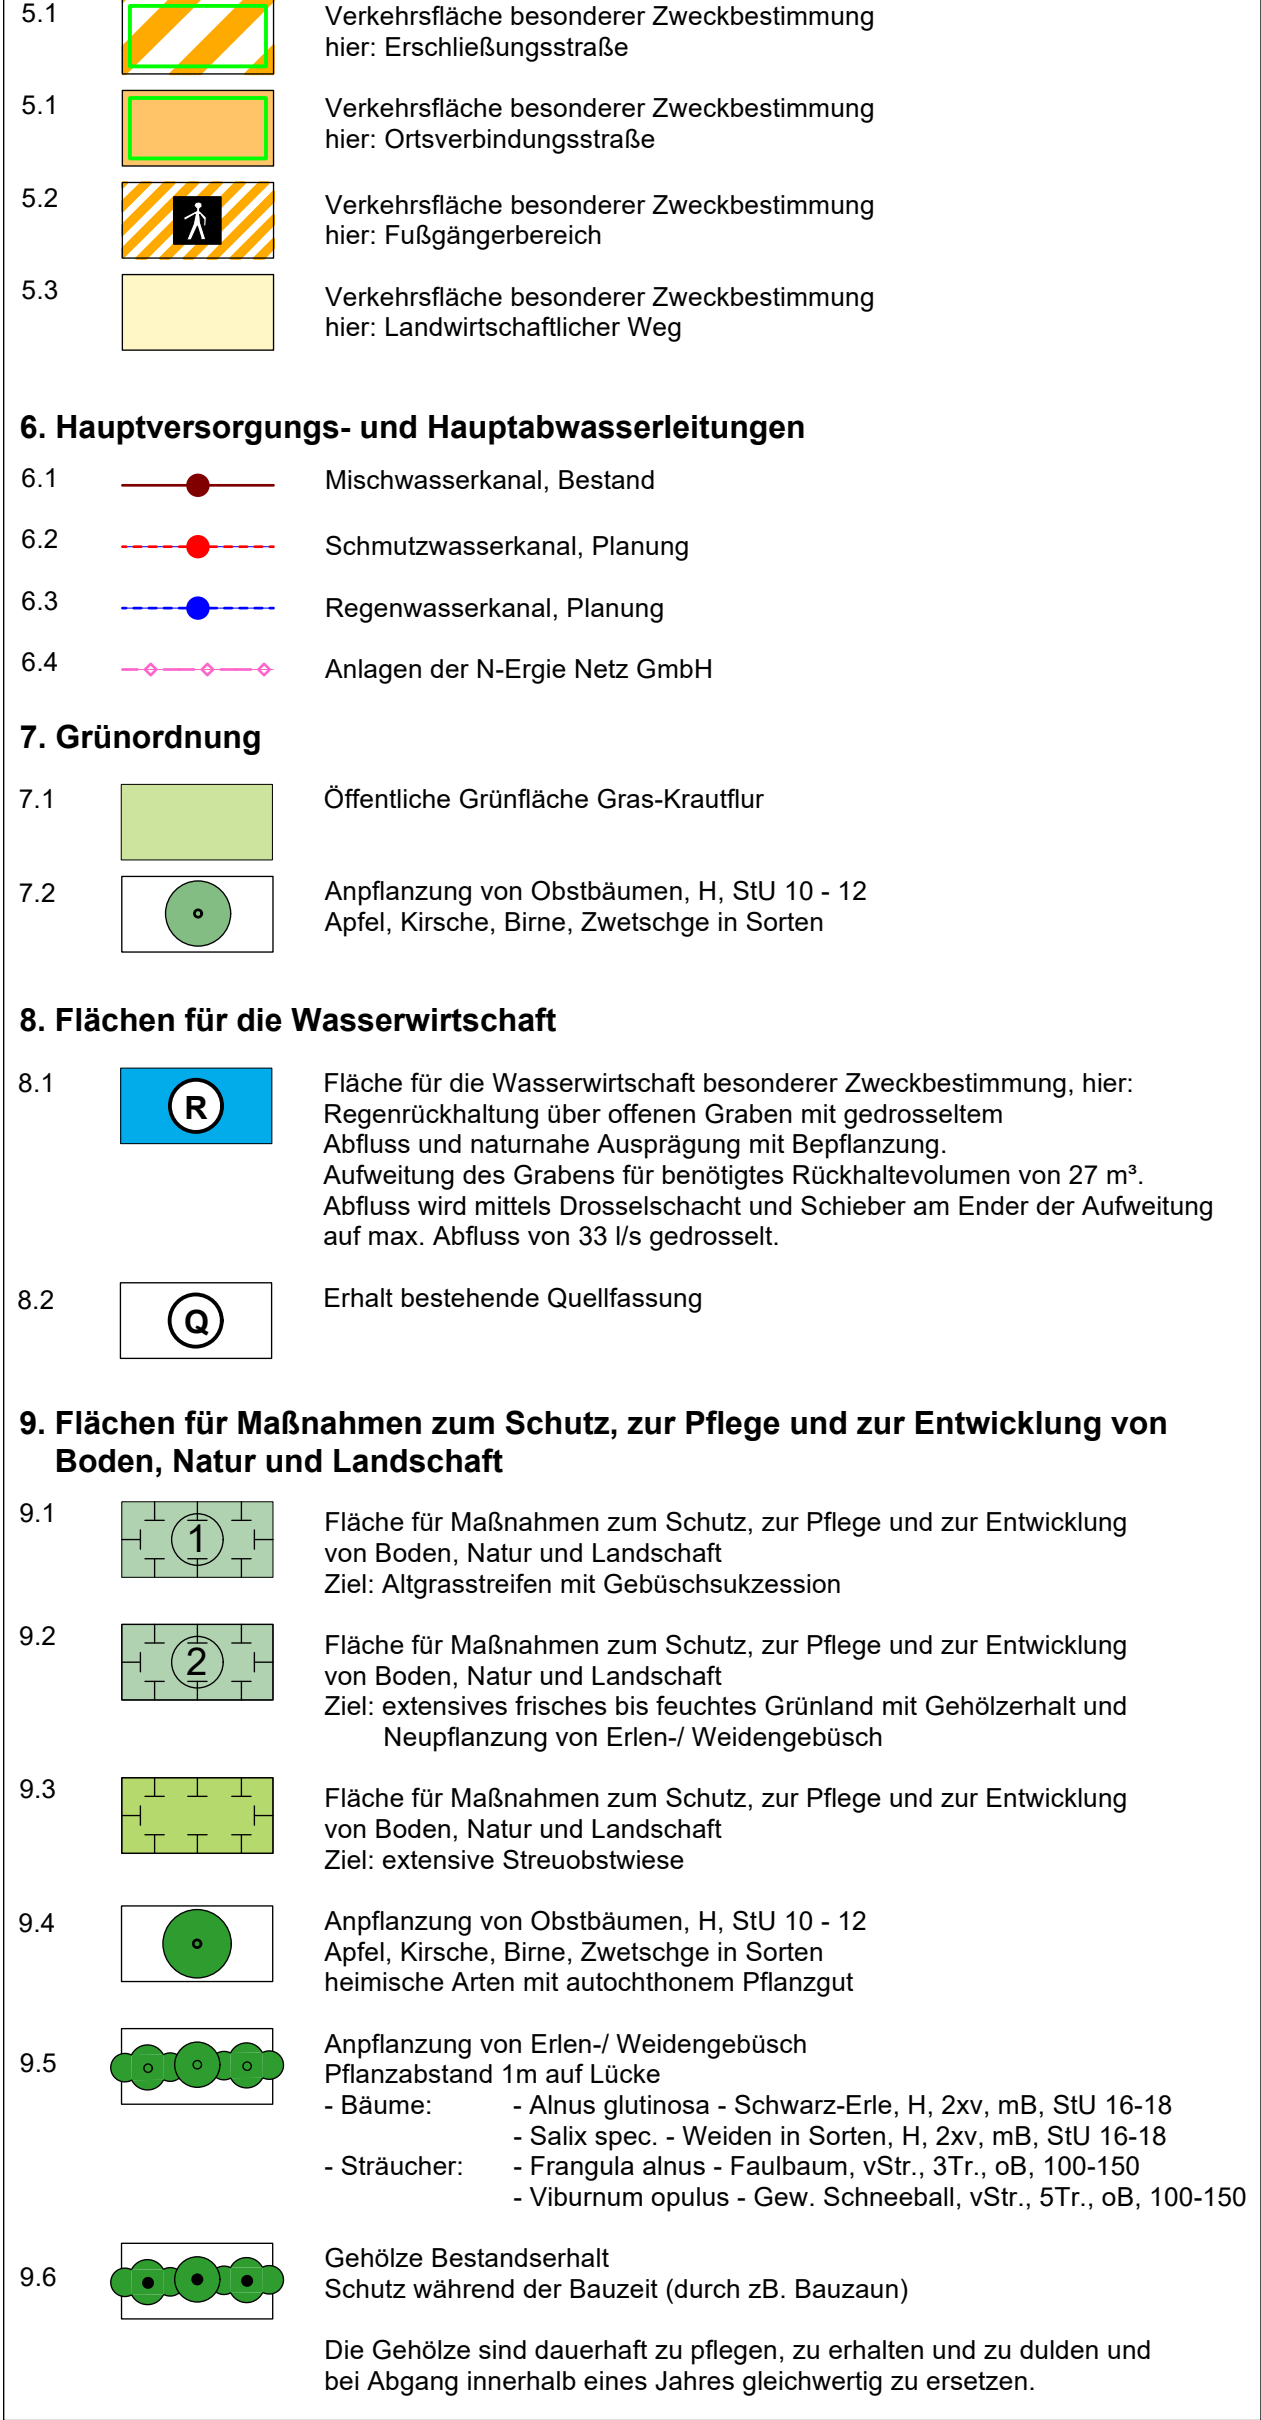 5.1 Verkehrsfläche besonderer Zweckbestimmung
hier: Erschließungsstraße
5.1 Verkehrsfläche besonderer Zweckbestimmung
hier: Ortsverbindungsstraße
5.2 Verkehrsfläche besonderer Zweckbestimmung
hier: Fußgängerbereich
5.3 Verkehrsfläche besonderer Zweckbestimmung
hier: Landwirtschaftlicher Weg
6. Hauptversorgungs- und Hauptabwasserleitungen
6.1 Mischwasserkanal, Bestand
6.2 Schmutzwasserkanal, Planung
6.3 Regenwasserkanal, Planung
6.4 Anlagen der N-Ergie Netz GmbH
7. Grünordnung
7.1 Öffentliche Grünfläche Gras-Krautflur
7.2 Anpflanzung von Obstbäumen, H, StU 10 - 12
Apfel, Kirsche, Birne, Zwetschge in Sorten
8. Flächen für die Wasserwirtschaft
8.1 R Fläche für die Wasserwirtschaft besonderer Zweckbestimmung, hier:
Regenrückhaltung über offenen Graben mit gedrosseltem
Abfluss und naturnahe Ausprägung mit Bepflanzung.
Aufweitung des Grabens für benötigtes Rückhaltevolumen von 27 m³.
Abfluss wird mittels Drosselschacht und Schieber am Ender der Aufweitung
auf max. Abfluss von 33 l/s gedrosselt.
8.2 Q Erhalt bestehende Quellfassung
9. Flächen für Maßnahmen zum Schutz, zur Pflege und zur Entwicklung von
Boden, Natur und Landschaft
9.1 1 Fläche für Maßnahmen zum Schutz, zur Pflege und zur Entwicklung
von Boden, Natur und Landschaft
Ziel: Altgrasstreifen mit Gebüschsukzession
9.2 2 Fläche für Maßnahmen zum Schutz, zur Pflege und zur Entwicklung
von Boden, Natur und Landschaft
Ziel: extensives frisches bis feuchtes Grünland mit Gehölzerhalt und
Neupflanzung von Erlen-/ Weidengebüsch
9.3 Fläche für Maßnahmen zum Schutz, zur Pflege und zur Entwicklung
von Boden, Natur und Landschaft
Ziel: extensive Streuobstwiese
9.4 Anpflanzung von Obstbäumen, H, StU 10 - 12
Apfel, Kirsche, Birne, Zwetschge in Sorten
heimische Arten mit autochthonem Pflanzgut
9.5 Anpflanzung von Erlen-/ Weidengebüsch
Pflanzabstand 1m auf Lücke
- Bäume: - Alnus glutinosa - Schwarz-Erle, H, 2xv, mB, StU 16-18
- Salix spec. - Weiden in Sorten, H, 2xv, mB, StU 16-18
- Sträucher: - Frangula alnus - Faulbaum, vStr., 3Tr., oB, 100-150
- Viburnum opulus - Gew. Schneeball, vStr., 5Tr., oB, 100-150
9.6 Gehölze Bestandserhalt
Schutz während der Bauzeit (durch zB. Bauzaun)
Die Gehölze sind dauerhaft zu pflegen, zu erhalten und zu dulden und
bei Abgang innerhalb eines Jahres gleichwertig zu ersetzen.